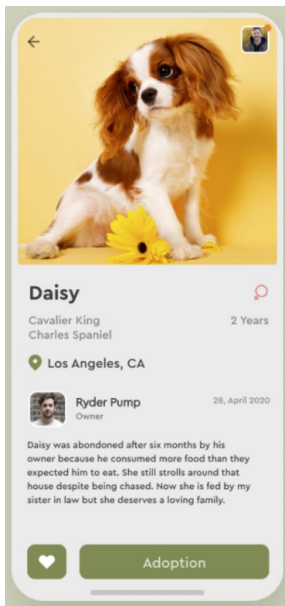 Daisy
Cavalier King
Charles Spaniel
2 Years
Los Angeles, CA
Ryder Pump
28, April 2020
Owner
Daisy was abondoned after six months by his
owner because he consumed more food than they
expected him to eat. She still strolls around that
house despite being chased. Now she is fed by my
sister in law but she deserves a loving family.
Adoption